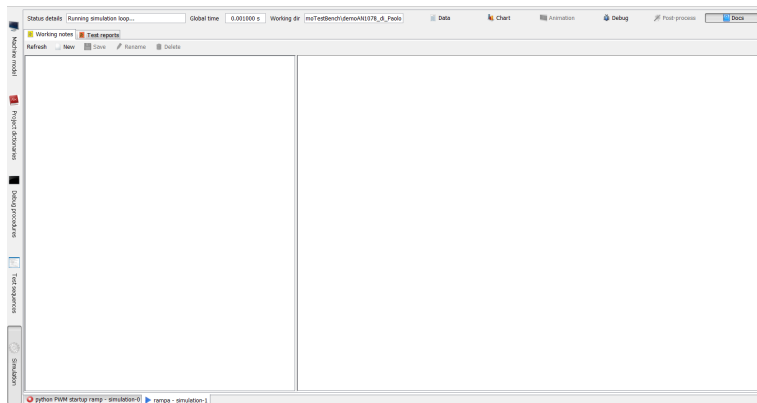 Status details Running simulation loop... Global time 0.001000 s Working dir moTestBench\demoAN1078_di_Paolo Data Chart Animation Debug Post-process Docs
Working notes Test reports
Refresh New Save Rename Delete
Machine model
Project dictionaries
Debug procedures
Test sequences
Simulation
python PWM startup ramp - simulation-0 rampa - simulation-1